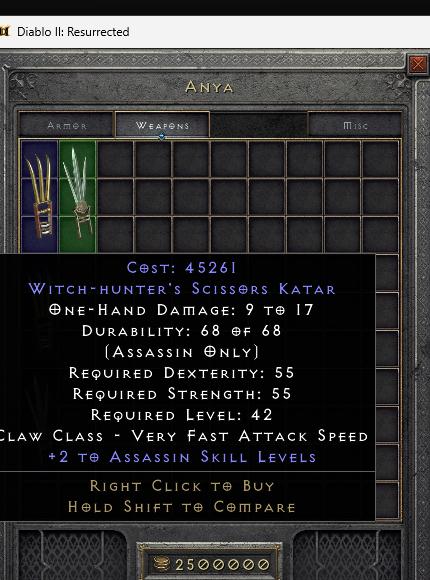 Diablo II: Resurrected
Anya
Armor Weapons Misc
Cost: 45261
Witch-hunter's Scissors Katar
One-Hand Damage: 9 to 17
Durability: 68 of 68
(Assassin Only)
Required Dexterity: 55
Required Strength: 55
Required Level: 42
Claw Class - Very Fast Attack Speed
+2 to Assassin Skill Levels
Right Click to Buy
Hold Shift to Compare
2500000